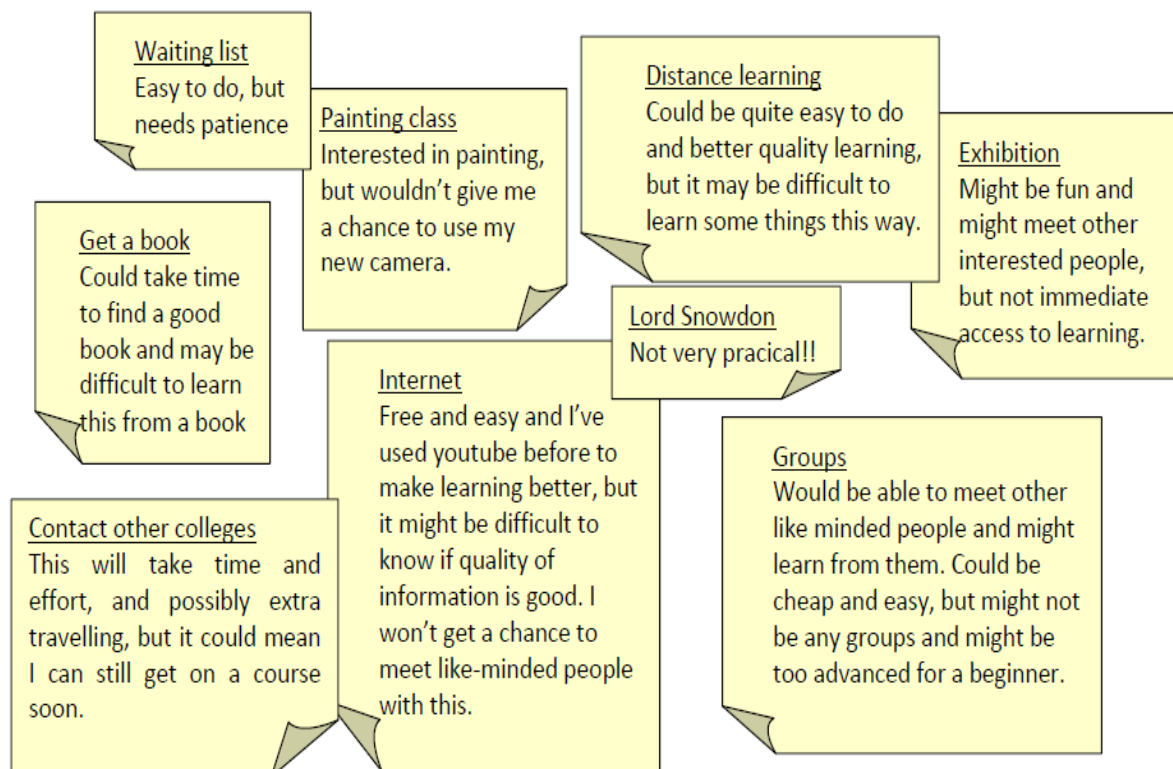 Waiting list
Easy to do, but
needs patience
Painting class
Interested in painting,
but wouldn't give me
a chance to use my
new camera.
Distance learning
Could be quite easy to do
and better quality learning,
but it may be difficult to
learn some things this way.
Exhibition
Might be fun and
might meet other
interested people,
but not immediate
access to learning.
Get a book
Could take time
to find a good
book and may be
difficult to learn
this from a book
Lord Snowdon
Not very pracical!!
Internet
Free and easy and I've
used youtube before to
make learning better, but
it might be difficult to
know if quality of
information is good. I
won't get a chance to
meet like-minded people
with this.
Groups
Would be able to meet other
like minded people and might
learn from them. Could be
cheap and easy, but might not
be any groups and might be
too advanced for a beginner.
Contact other colleges
This will take time and
effort, and possibly extra
travelling, but it could mean
I can still get on a course
soon.